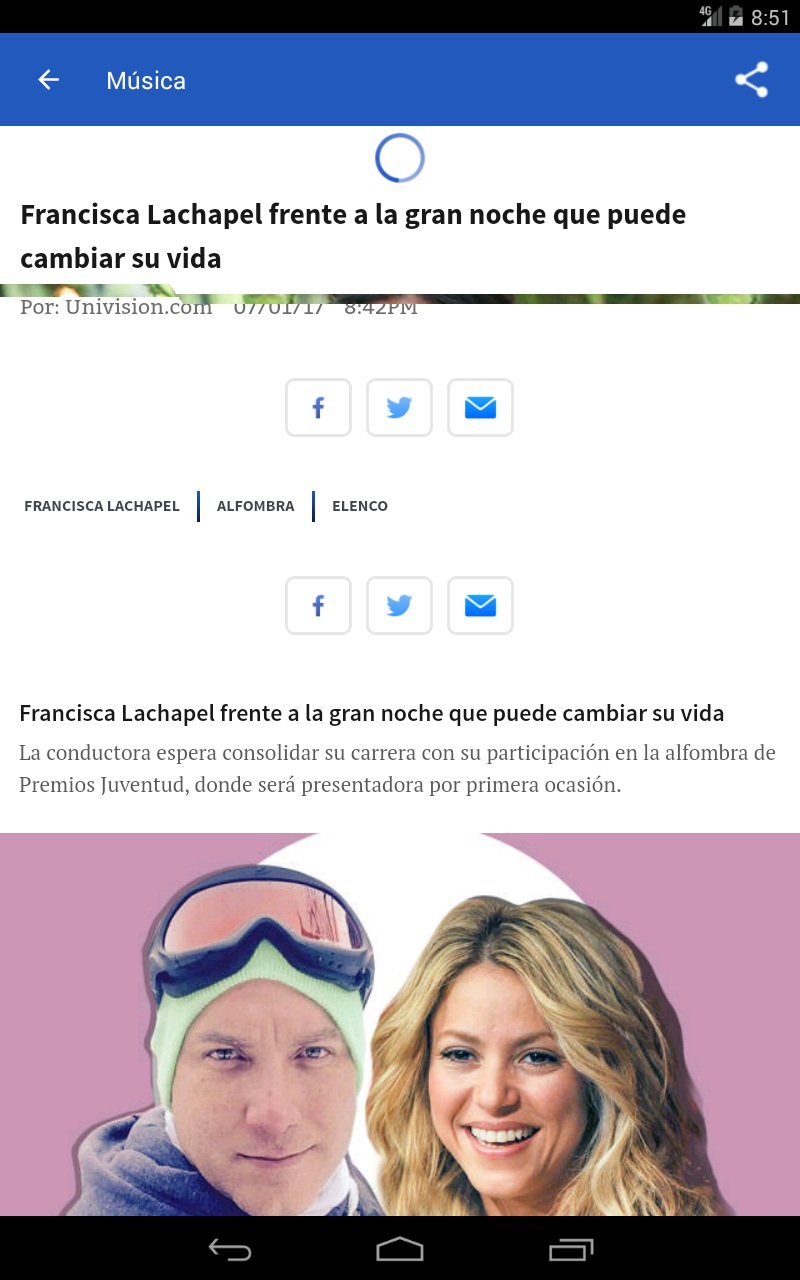 4G 8:51
Música
Francisca Lachapel frente a la gran noche que puede
cambiar su vida
Por: Univision.com 07/01/17 8:42PM
FRANCISCA LACHAPEL ALFOMBRA ELENCO
Francisca Lachapel frente a la gran noche que puede cambiar su vida
La conductora espera consolidar su carrera con su participación en la alfombra de
Premios Juventud, donde será presentadora por primera ocasión.